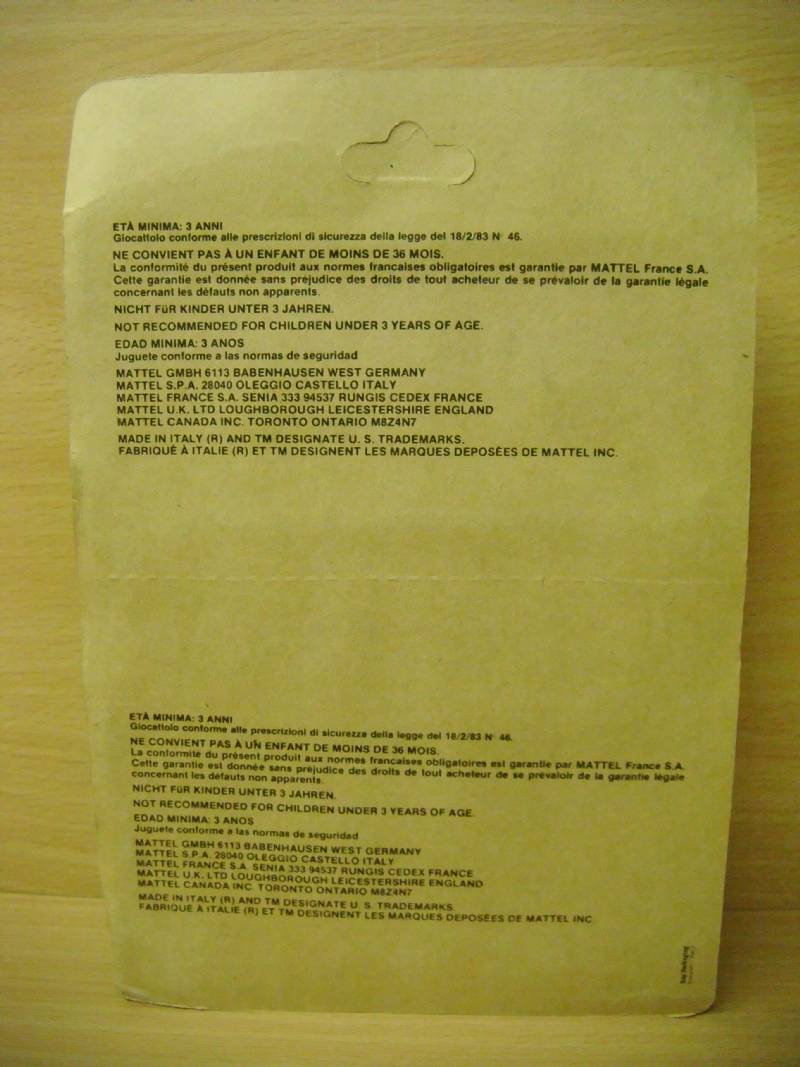 ETÀ MINIMA: 3 ANNI
Giocattolo conforme alle prescrizioni di sicurezza della legge del 18/2/83 N° 46.
NE CONVIENT PAS À UN ENFANT DE MOINS DE 36 MOIS.
La conformité du présent produit aux normes francaises obligatoires est garantie par MATTEL France S.A.
Cette garantie est donnée sans préjudice des droits de tout acheteur de se prévaloir de la garantie légale
concernant les défauts non apparents.
NICHT FüR KINDER UNTER 3 JAHREN.
NOT RECOMMENDED FOR CHILDREN UNDER 3 YEARS OF AGE.
EDAD MINIMA: 3 ANOS
Juguete conforme a las normas de seguridad
MATTEL GMBH 6113 BABENHAUSEN WEST GERMANY
MATTEL S.P.A. 28040 OLEGGIO CASTELLO ITALY
MATTEL FRANCE S.A. SENIA 333 94537 RUNGIS CEDEX FRANCE
MATTEL U.K. LTD LOUGHBOROUGH LEICESTERSHIRE ENGLAND
MATTEL CANADA INC. TORONTO ONTARIO M8Z4N7
MADE IN ITALY (R) AND TM DESIGNATE U. S. TRADEMARKS.
FABRIQUÉ À ITALIE (R) ET TM DESIGNENT LES MARQUES DEPOSÉES DE MATTEL INC.
ETÀ MINIMA: 3 ANNI
Giocattolo conforme alle prescrizioni di sicurezza della legge del 18/2/83 N° 46.
NE CONVIENT PAS À UN ENFANT DE MOINS DE 36 MOIS.
La conformité du présent produit aux normes francaises obligatoires est garantie par MATTEL France S.A.
Cette garantie est donnée sans préjudice des droits de tout acheteur de se prévaloir de la garantie légale
concernant les défauts non apparents.
NICHT FüR KINDER UNTER 3 JAHREN.
NOT RECOMMENDED FOR CHILDREN UNDER 3 YEARS OF AGE.
EDAD MINIMA: 3 ANOS
Juguete conforme a las normas de seguridad
MATTEL GMBH 6113 BABENHAUSEN WEST GERMANY
MATTEL S.P.A. 28040 OLEGGIO CASTELLO ITALY
MATTEL FRANCE S.A. SENIA 333 94537 RUNGIS CEDEX FRANCE
MATTEL U.K. LTD LOUGHBOROUGH LEICESTERSHIRE ENGLAND
MATTEL CANADA INC. TORONTO ONTARIO M8Z4N7
MADE IN ITALY (R) AND TM DESIGNATE U. S. TRADEMARKS.
FABRIQUÉ À ITALIE (R) ET TM DESIGNENT LES MARQUES DEPOSÉES DE MATTEL INC.